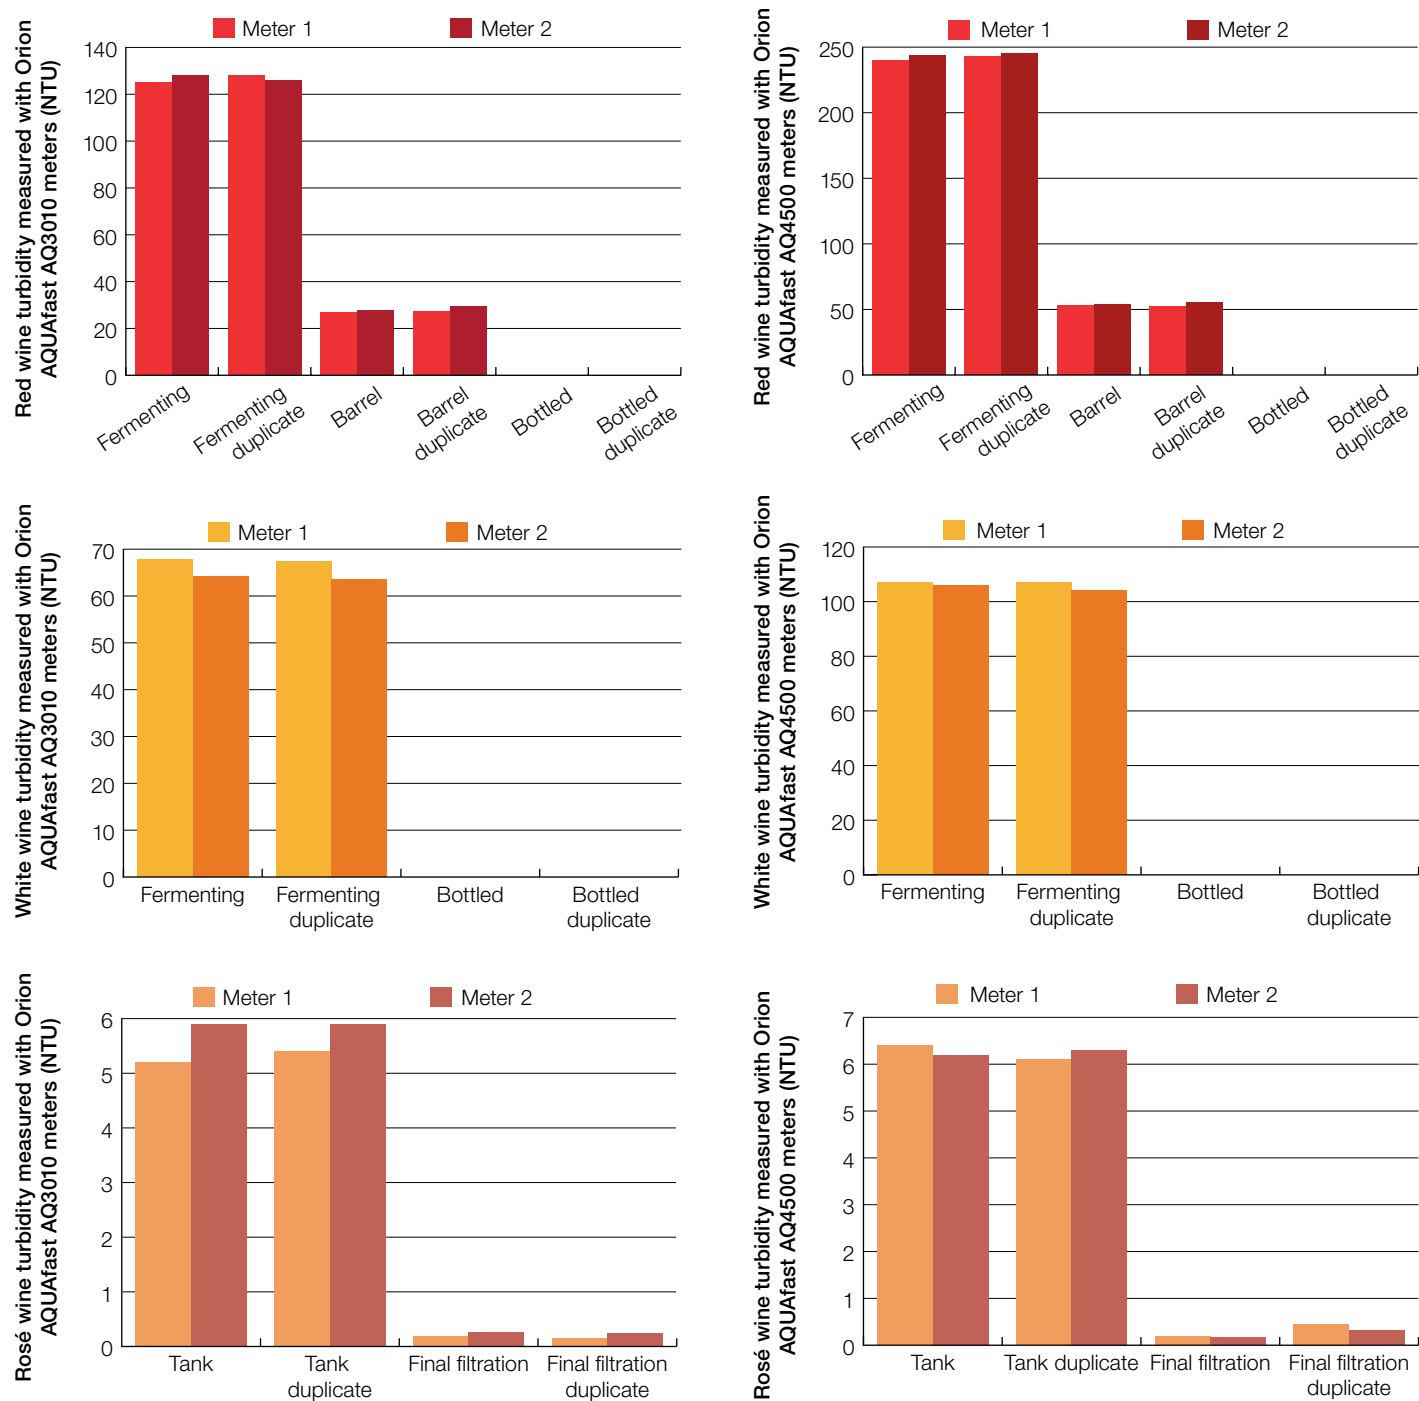 Red wine turbidity measured with Orion
AQUAfast AQ3010 meters (NTU)
Meter 1 Meter 2
140
120
100
80
60
40
20
0
Fermenting
Fermenting
duplicate
Barrel
Barrel
duplicate
Bottled
Bottled
duplicate
Red wine turbidity measured with Orion
AQUAfast AQ4500 meters (NTU)
Meter 1 Meter 2
250
200
150
100
50
0
Fermenting
Fermenting
duplicate
Barrel
Barrel
duplicate
Bottled
Bottled
duplicate
White wine turbidity measured with Orion
AQUAfast AQ3010 meters (NTU)
Meter 1 Meter 2
70
60
50
40
30
20
10
0
Fermenting
Fermenting
duplicate
Bottled
Bottled
duplicate
White wine turbidity measured with Orion
AQUAfast AQ4500 meters (NTU)
Meter 1 Meter 2
120
100
80
60
40
20
0
Fermenting
Fermenting
duplicate
Bottled
Bottled
duplicate
Rosé wine turbidity measured with Orion
AQUAfast AQ3010 meters (NTU)
Meter 1 Meter 2
6
5
4
3
2
1
0
Tank
Tank
duplicate
Final filtration
Final filtration
duplicate
Rosé wine turbidity measured with Orion
AQUAfast AQ4500 meters (NTU)
Meter 1 Meter 2
7
6
5
4
3
2
1
0
Tank
Tank duplicate
Final filtration
Final filtration
duplicate